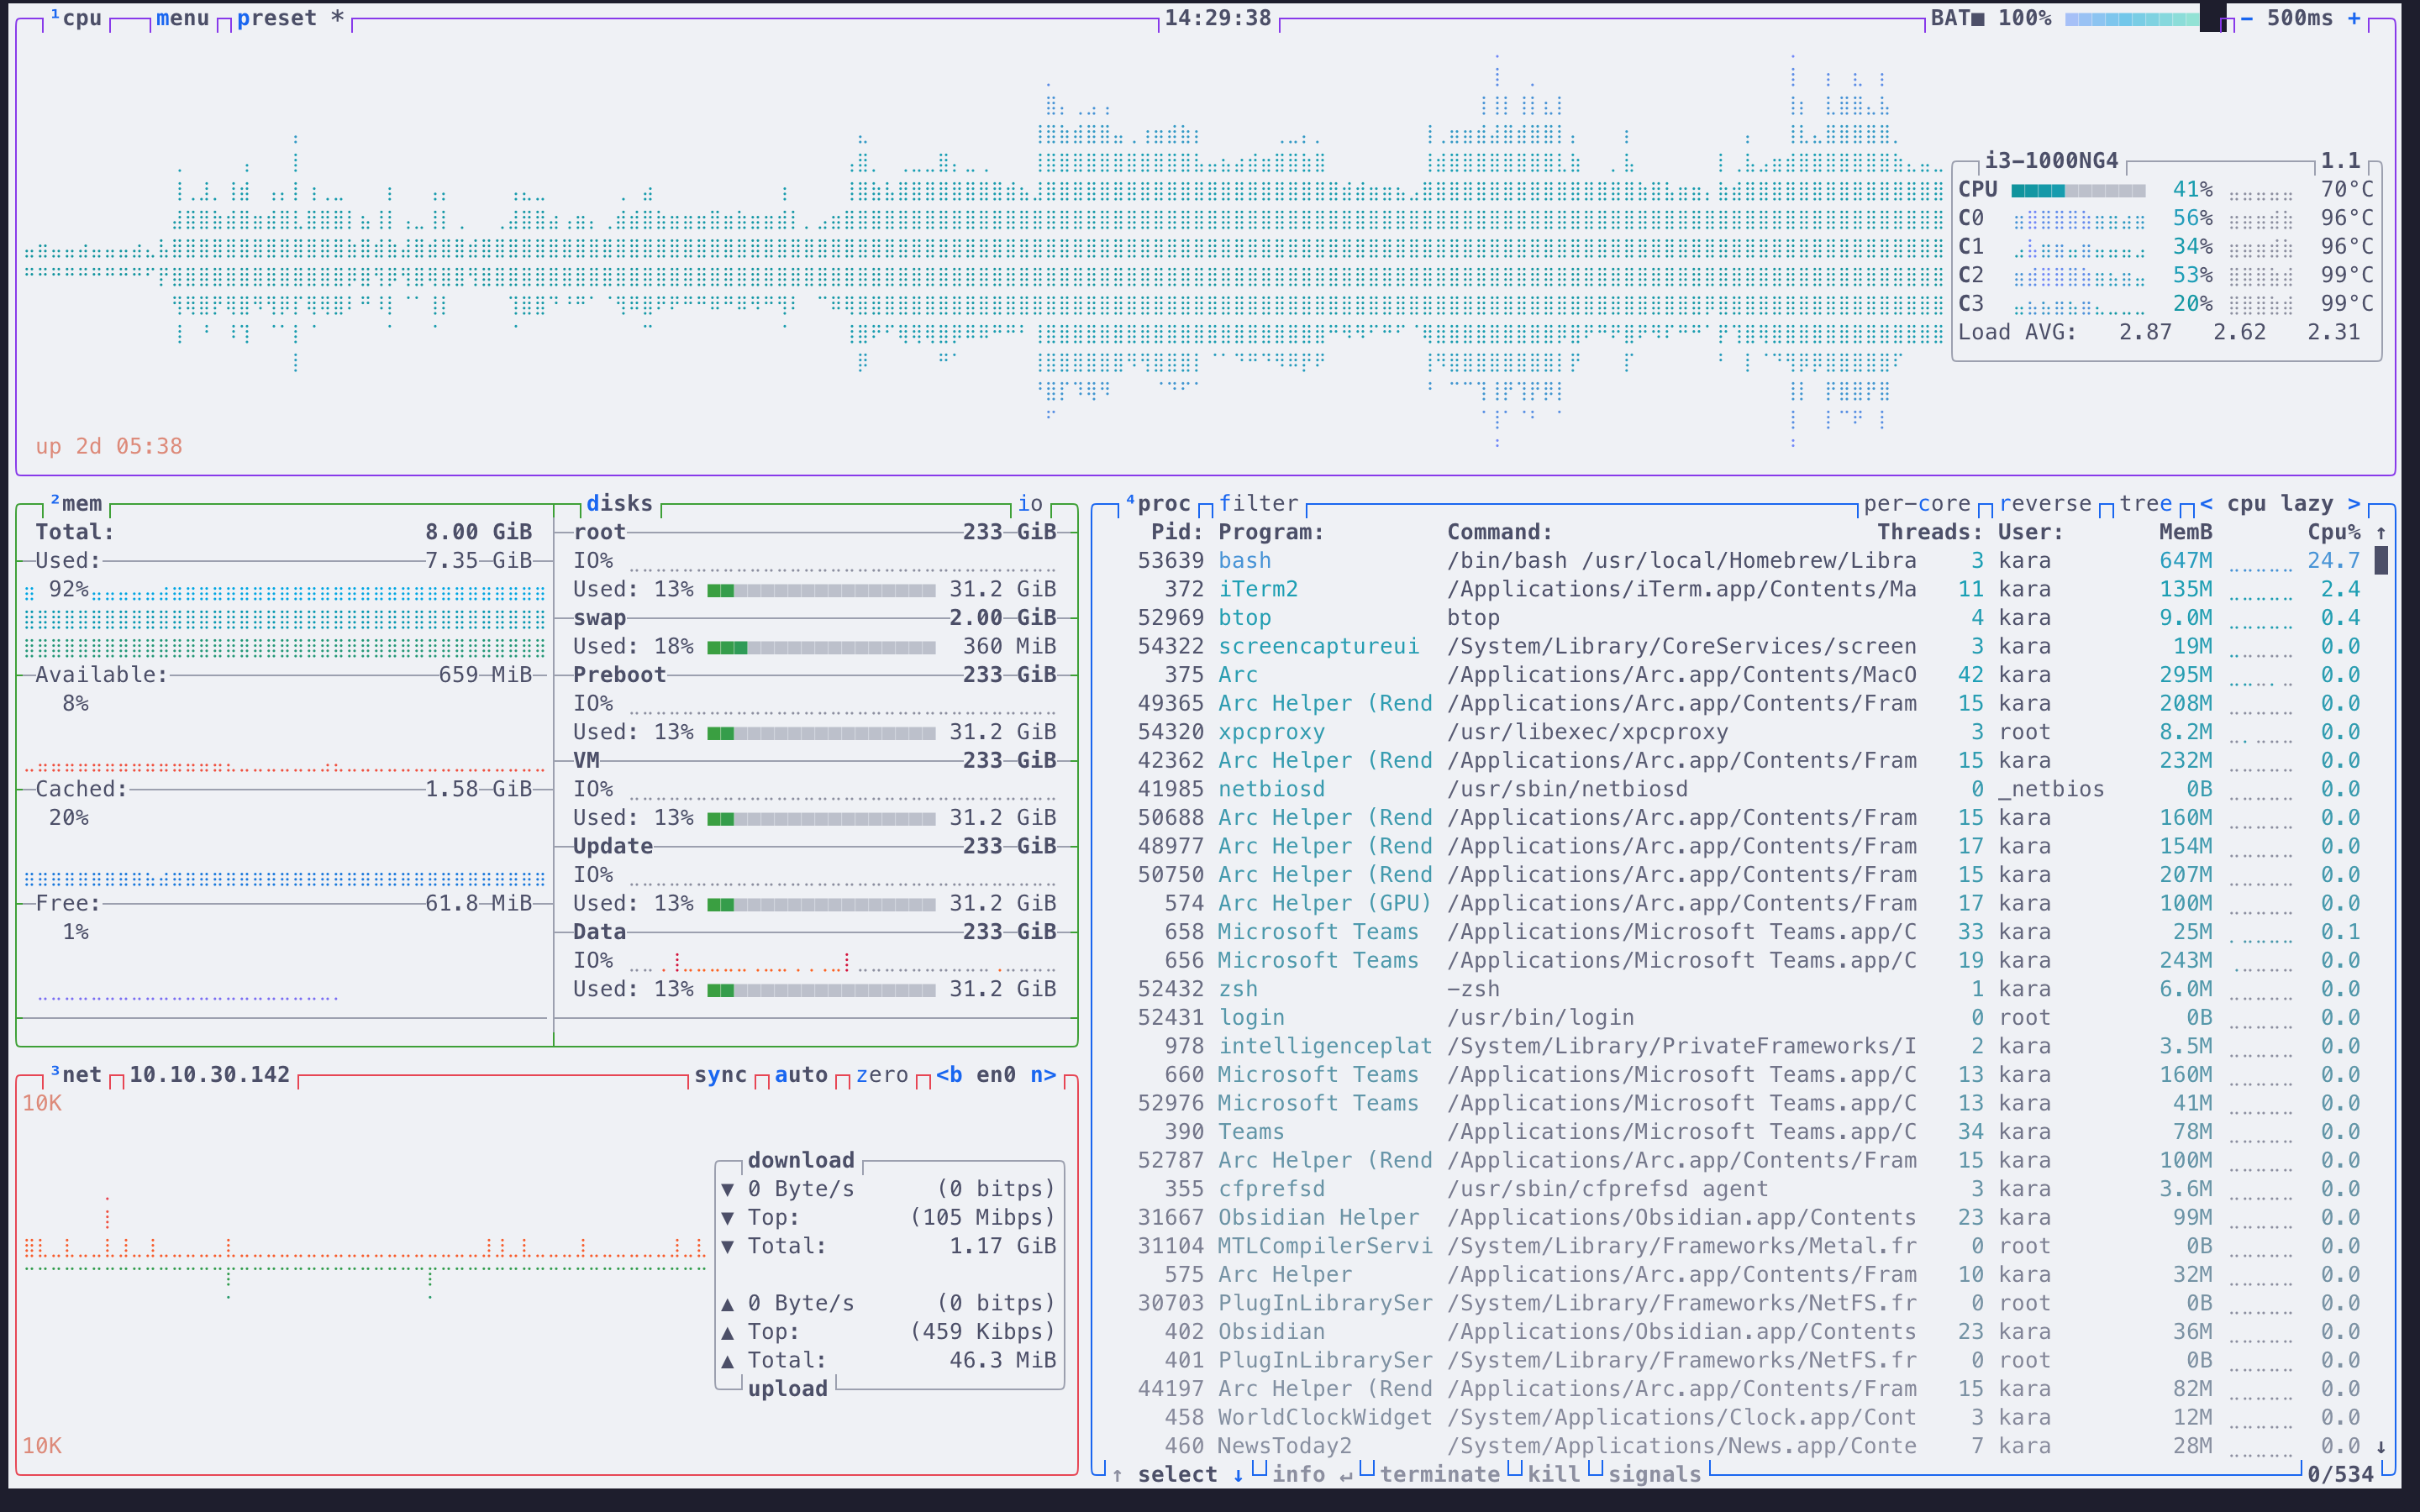 ¹cpu menu preset * 14:29:38 BAT■ 100% - 500ms +
i3-1000NG4 1.1
CPU 41% 70°C
C0 56% 96°C
C1 34% 96°C
C2 53% 99°C
C3 20% 99°C
Load AVG: 2.87 2.62 2.31
up 2d 05:38
²mem
Total: 8.00 GiB
Used: 7.35 GiB
92%
Available: 659 MiB
8%
Cached: 1.58 GiB
20%
Free: 61.8 MiB
1%
disks io
root 233 GiB
IO%
Used: 13% 31.2 GiB
swap 2.00 GiB
Used: 18% 360 MiB
Preboot 233 GiB
IO%
Used: 13% 31.2 GiB
VM 233 GiB
IO%
Used: 13% 31.2 GiB
Update 233 GiB
IO%
Used: 13% 31.2 GiB
Data 233 GiB
IO%
Used: 13% 31.2 GiB
³net 10.10.30.142 sync auto zero <b en0 n>
10K
download
▼ 0 Byte/s (0 bitps)
▼ Top: (105 Mibps)
▼ Total: 1.17 GiB
▲ 0 Byte/s (0 bitps)
▲ Top: (459 Kibps)
▲ Total: 46.3 MiB
upload
10K
⁴proc filter per-core reverse tree < cpu lazy >
Pid: Program: Command: Threads: User: MemB Cpu% ↑
53639 bash /bin/bash /usr/local/Homebrew/Libra 3 kara 647M 24.7
372 iTerm2 /Applications/iTerm.app/Contents/Ma 11 kara 135M 2.4
52969 btop btop 4 kara 9.0M 0.4
54322 screencaptureui /System/Library/CoreServices/screen 3 kara 19M 0.0
375 Arc /Applications/Arc.app/Contents/MacO 42 kara 295M 0.0
49365 Arc Helper (Rend /Applications/Arc.app/Contents/Fram 15 kara 208M 0.0
54320 xpcproxy /usr/libexec/xpcproxy 3 root 8.2M 0.0
42362 Arc Helper (Rend /Applications/Arc.app/Contents/Fram 15 kara 232M 0.0
41985 netbiosd /usr/sbin/netbiosd 0 _netbios 0B 0.0
50688 Arc Helper (Rend /Applications/Arc.app/Contents/Fram 15 kara 160M 0.0
48977 Arc Helper (Rend /Applications/Arc.app/Contents/Fram 17 kara 154M 0.0
50750 Arc Helper (Rend /Applications/Arc.app/Contents/Fram 15 kara 207M 0.0
574 Arc Helper (GPU) /Applications/Arc.app/Contents/Fram 17 kara 100M 0.0
658 Microsoft Teams /Applications/Microsoft Teams.app/C 33 kara 25M 0.1
656 Microsoft Teams /Applications/Microsoft Teams.app/C 19 kara 243M 0.0
52432 zsh -zsh 1 kara 6.0M 0.0
52431 login /usr/bin/login 0 root 0B 0.0
978 intelligenceplat /System/Library/PrivateFrameworks/I 2 kara 3.5M 0.0
660 Microsoft Teams /Applications/Microsoft Teams.app/C 13 kara 160M 0.0
52976 Microsoft Teams /Applications/Microsoft Teams.app/C 13 kara 41M 0.0
390 Teams /Applications/Microsoft Teams.app/C 34 kara 78M 0.0
52787 Arc Helper (Rend /Applications/Arc.app/Contents/Fram 15 kara 100M 0.0
355 cfprefsd /usr/sbin/cfprefsd agent 3 kara 3.6M 0.0
31667 Obsidian Helper /Applications/Obsidian.app/Contents 23 kara 99M 0.0
31104 MTLCompilerServi /System/Library/Frameworks/Metal.fr 0 root 0B 0.0
575 Arc Helper /Applications/Arc.app/Contents/Fram 10 kara 32M 0.0
30703 PlugInLibrarySer /System/Library/Frameworks/NetFS.fr 0 root 0B 0.0
402 Obsidian /Applications/Obsidian.app/Contents 23 kara 36M 0.0
401 PlugInLibrarySer /System/Library/Frameworks/NetFS.fr 0 root 0B 0.0
44197 Arc Helper (Rend /Applications/Arc.app/Contents/Fram 15 kara 82M 0.0
458 WorldClockWidget /System/Applications/Clock.app/Cont 3 kara 12M 0.0
460 NewsToday2 /System/Applications/News.app/Conte 7 kara 28M 0.0 ↓
↑ select ↓ info ↵ terminate kill signals 0/534